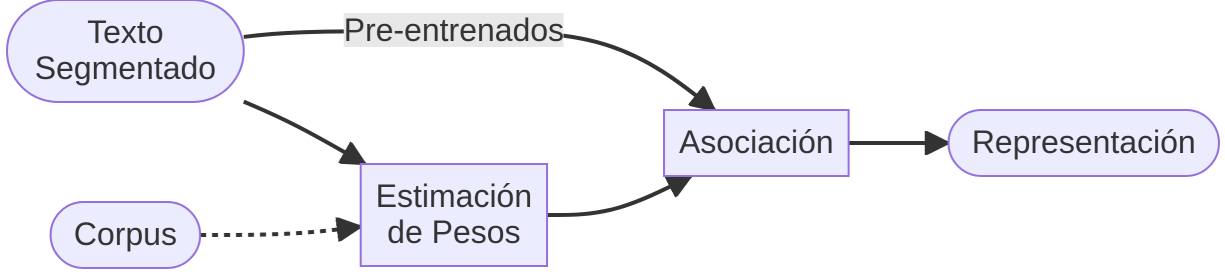 Texto
Segmentado
Pre-entrenados
Asociación
Representación
Estimación
de Pesos
Corpus